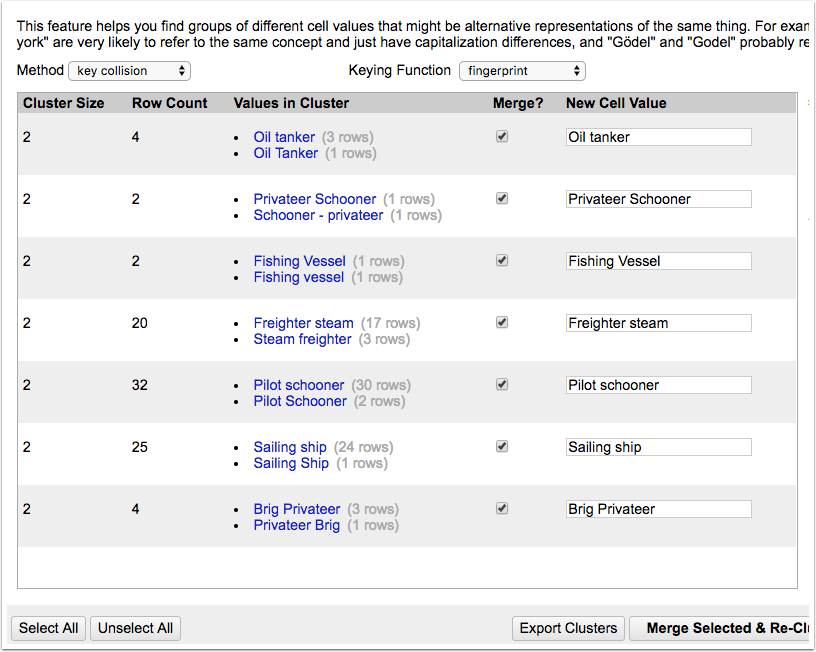 This feature helps you find groups of different cell values that might be alternative representations of the same thing. For exam
york" are very likely to refer to the same concept and just have capitalization differences, and "Gödel" and "Godel" probably re
Method key collision Keying Function fingerprint
Cluster Size Row Count Values in Cluster Merge? New Cell Value
2 4 • Oil tanker (3 rows) Oil tanker
• Oil Tanker (1 rows)
2 2 • Privateer Schooner (1 rows) Privateer Schooner
• Schooner - privateer (1 rows)
2 2 • Fishing Vessel (1 rows) Fishing Vessel
• Fishing vessel (1 rows)
2 20 • Freighter steam (17 rows) Freighter steam
• Steam freighter (3 rows)
2 32 • Pilot schooner (30 rows) Pilot schooner
• Pilot Schooner (2 rows)
2 25 • Sailing ship (24 rows) Sailing ship
• Sailing Ship (1 rows)
2 4 • Brig Privateer (3 rows) Brig Privateer
• Privateer Brig (1 rows)
Select All Unselect All Export Clusters Merge Selected & Re-Cl